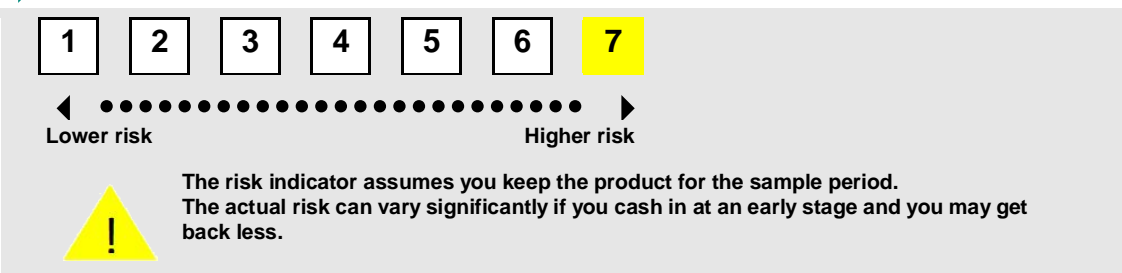 1 2 3 4 5 6 7
Lower risk Higher risk
The risk indicator assumes you keep the product for the sample period.
The actual risk can vary significantly if you cash in at an early stage and you may get
back less.
!